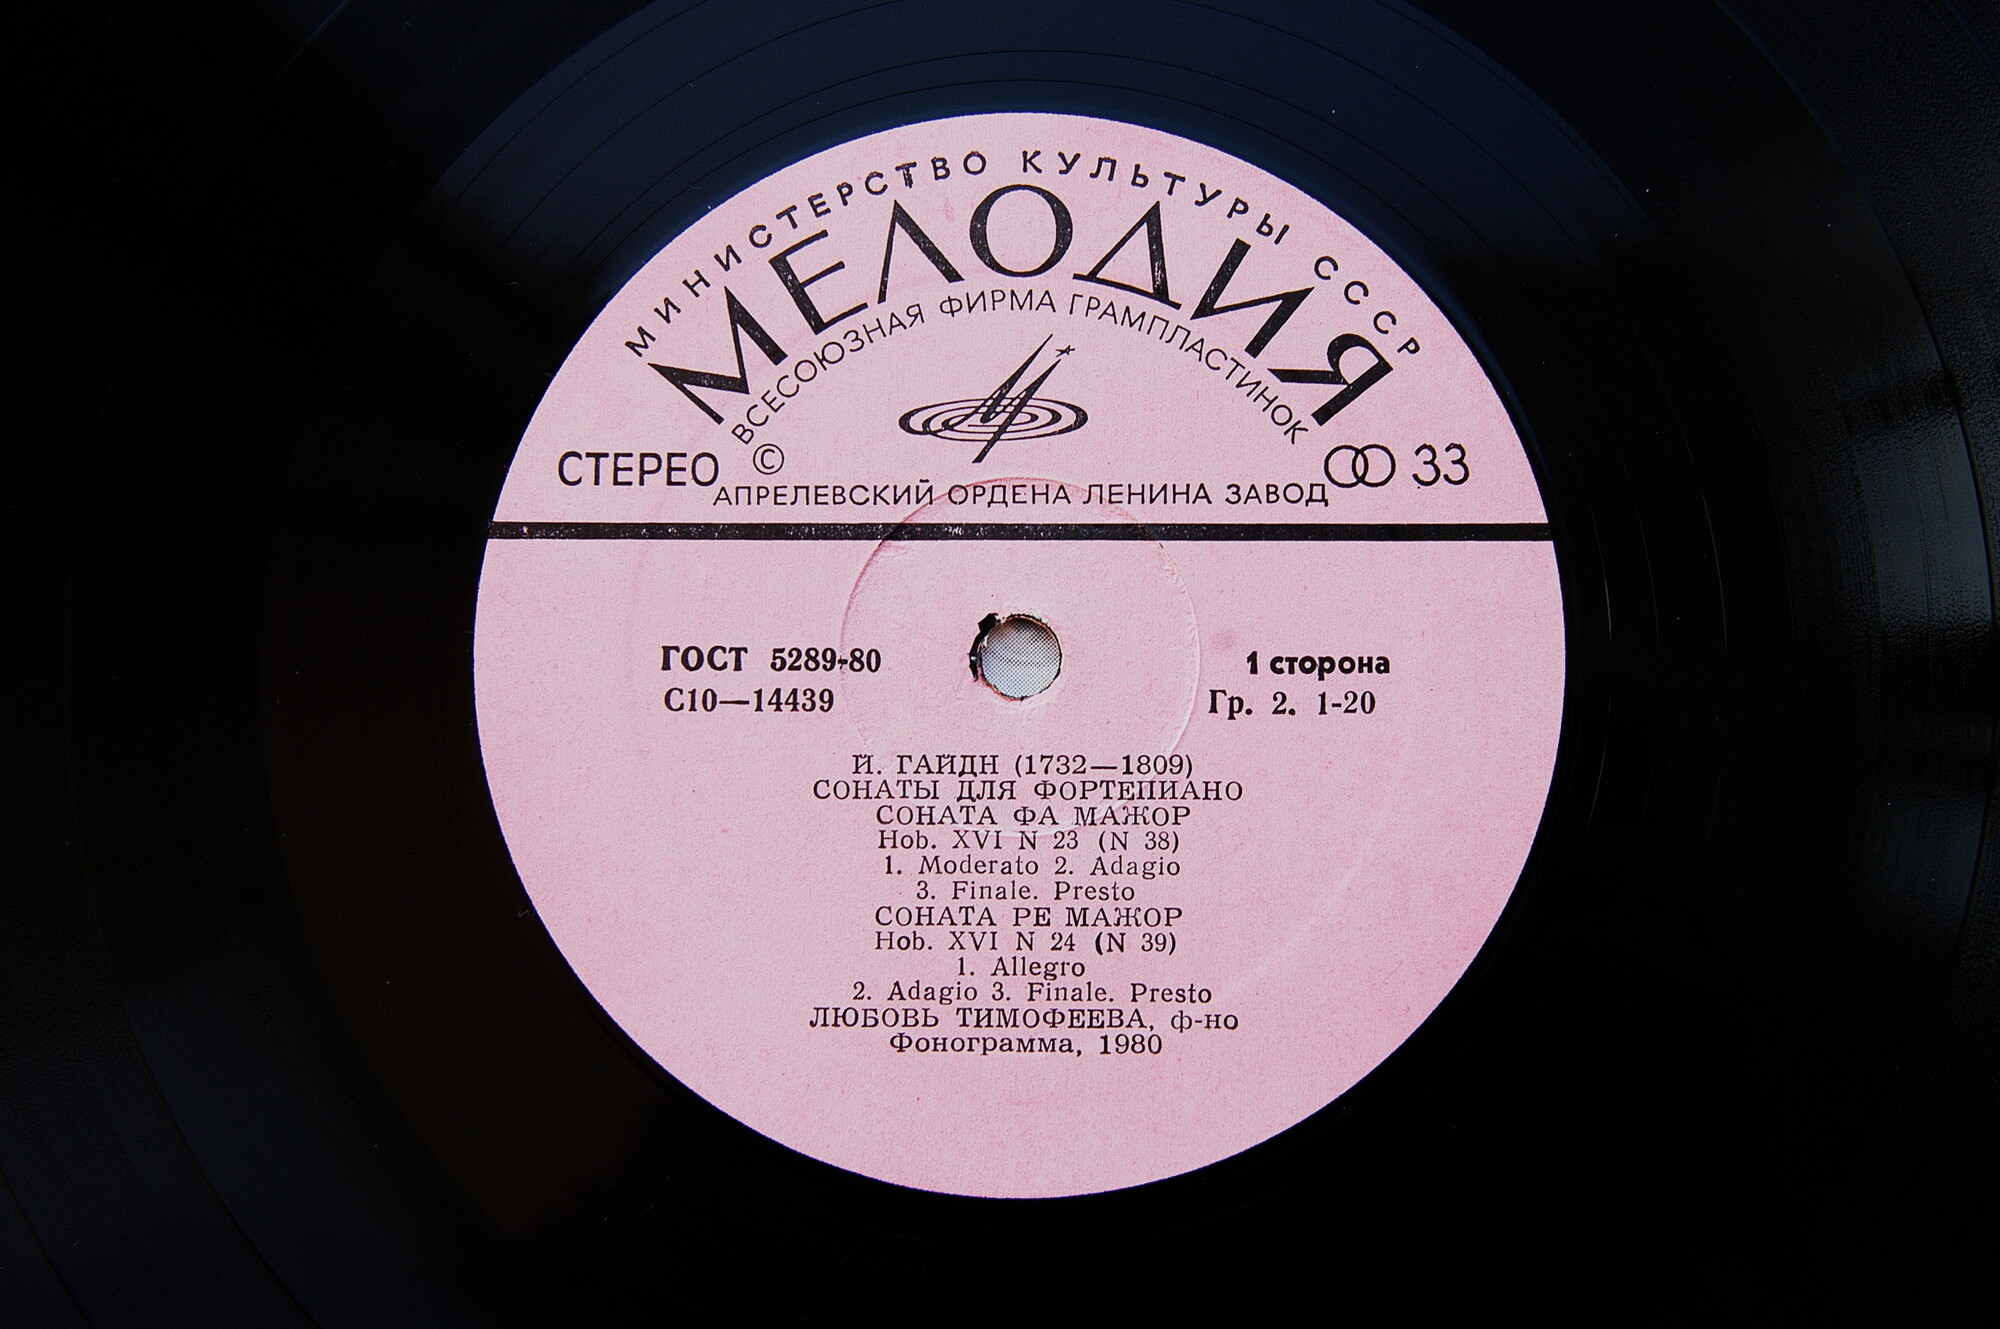 МИНИСТЕРСТВО КУЛЬТУРЫ СССР
МЕЛОДИЯ
ВСЕСОЮЗНАЯ ФИРМА ГРАМПЛАСТИНОК
СТЕРЕО © 33
АПРЕЛЕВСКИЙ ОРДЕНА ЛЕНИНА ЗАВОД
ГОСТ 5289-80 1 сторона
С10—14439 Гр. 2. 1-20
Й. ГАЙДН (1732—1809)
СОНАТЫ ДЛЯ ФОРТЕПИАНО
СОНАТА ФА МАЖОР
Hob. XVI N 23 (N 38)
1. Moderato 2. Adagio
3. Finale. Presto
СОНАТА РЕ МАЖОР
Hob. XVI N 24 (N 39)
1. Allegro
2. Adagio 3. Finale. Presto
ЛЮБОВЬ ТИМОФЕЕВА, ф-но
Фонограмма, 1980